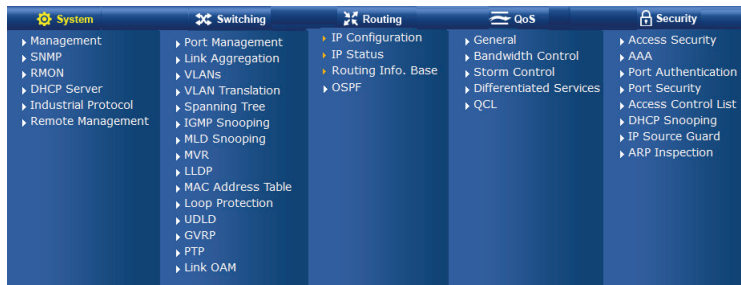 System
Management
SNMP
RMON
DHCP Server
Industrial Protocol
Remote Management
Switching
Port Management
Link Aggregation
VLANs
VLAN Translation
Spanning Tree
IGMP Snooping
MLD Snooping
MVR
LLDP
MAC Address Table
Loop Protection
UDLD
GVRP
PTP
Link OAM
Routing
IP Configuration
IP Status
Routing Info. Base
OSPF
QoS
General
Bandwidth Control
Storm Control
Differentiated Services
QCL
Security
Access Security
AAA
Port Authentication
Port Security
Access Control List
DHCP Snooping
IP Source Guard
ARP Inspection